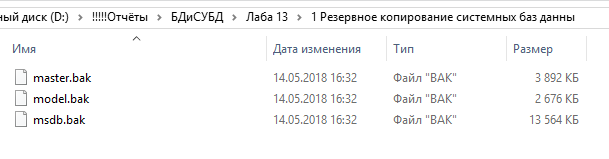 ный диск (D:) > !!!!!Отчёты > БДиСУБД > Лаба 13 > 1 Резервное копирование системных баз данны
Имя Дата изменения Тип Размер
master.bak 14.05.2018 16:32 Файл "BAK" 3 892 КБ
model.bak 14.05.2018 16:32 Файл "BAK" 2 676 КБ
msdb.bak 14.05.2018 16:32 Файл "BAK" 13 564 КБ